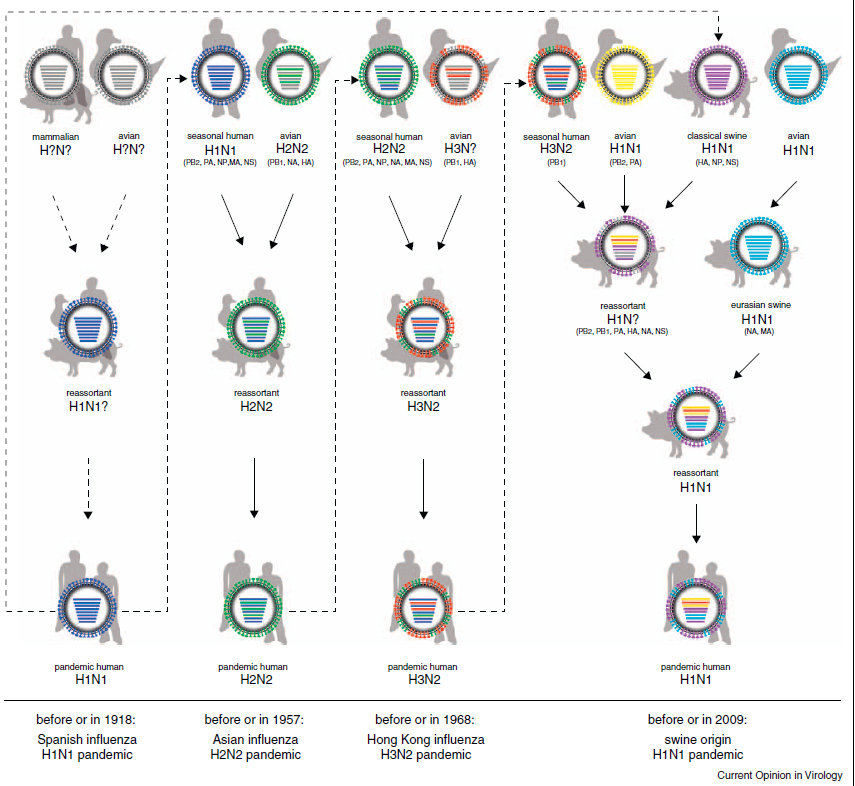 mammalian
H?N?
avian
H?N?
seasonal human
H1N1
(PB2, PA, NP,MA, NS)
avian
H2N2
(PB1, NA, HA)
seasonal human
H2N2
(PB2, PA, NP, NA, MA, NS)
avian
H3N?
(PB1, HA)
seasonal human
H3N2
(PB1)
avian
H1N1
(PB2, PA)
classical swine
H1N1
(HA, NP, NS)
avian
H1N1
reassortant
H1N?
(PB2, PB1, PA, HA, NA, NS)
eurasian swine
H1N1
(NA, MA)
reassortant
H1N1?
reassortant
H2N2
reassortant
H3N2
reassortant
H1N1
pandemic human
H1N1
pandemic human
H2N2
pandemic human
H3N2
pandemic human
H1N1
before or in 1918:
Spanish influenza
H1N1 pandemic
before or in 1957:
Asian influenza
H2N2 pandemic
before or in 1968:
Hong Kong influenza
H3N2 pandemic
before or in 2009:
swine origin
H1N1 pandemic
Current Opinion in Virology